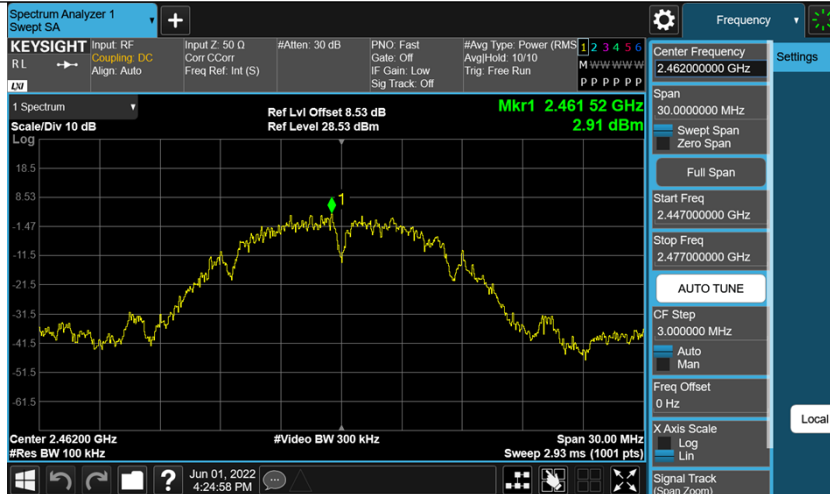 Spectrum Analyzer 1
Swept SA
+
Frequency
KEYSIGHT
RL
LXI
Input: RF
Coupling: DC
Align: Auto
Input Z: 50 Ω
Corr CCorr
Freq Ref: Int (S)
#Atten: 30 dB
PNO: Fast
Gate: Off
IF Gain: Low
Sig Track: Off
#Avg Type: Power (RMS
Avg|Hold: 10/10
Trig: Free Run
1 2 3 4 5 6
M W W W W W
P P P P P P
Center Frequency
2.462000000 GHz
Settings
Span
30.0000000 MHz
Swept Span
Zero Span
Full Span
Start Freq
2.447000000 GHz
Stop Freq
2.477000000 GHz
AUTO TUNE
CF Step
3.000000 MHz
Auto
Man
Freq Offset
0 Hz
X Axis Scale
Log
Lin
Signal Track
(Span Zoom)
Local
1 Spectrum
Scale/Div 10 dB
Log
Ref Lvl Offset 8.53 dB
Ref Level 28.53 dBm
Mkr1 2.461 52 GHz
2.91 dBm
18.5
8.53
1
-1.47
-11.5
-21.5
-31.5
-41.5
-51.5
-61.5
Center 2.46200 GHz
#Res BW 100 kHz
#Video BW 300 kHz
Span 30.00 MHz
Sweep 2.93 ms (1001 pts)
?
Jun 01, 2022
4:24:58 PM